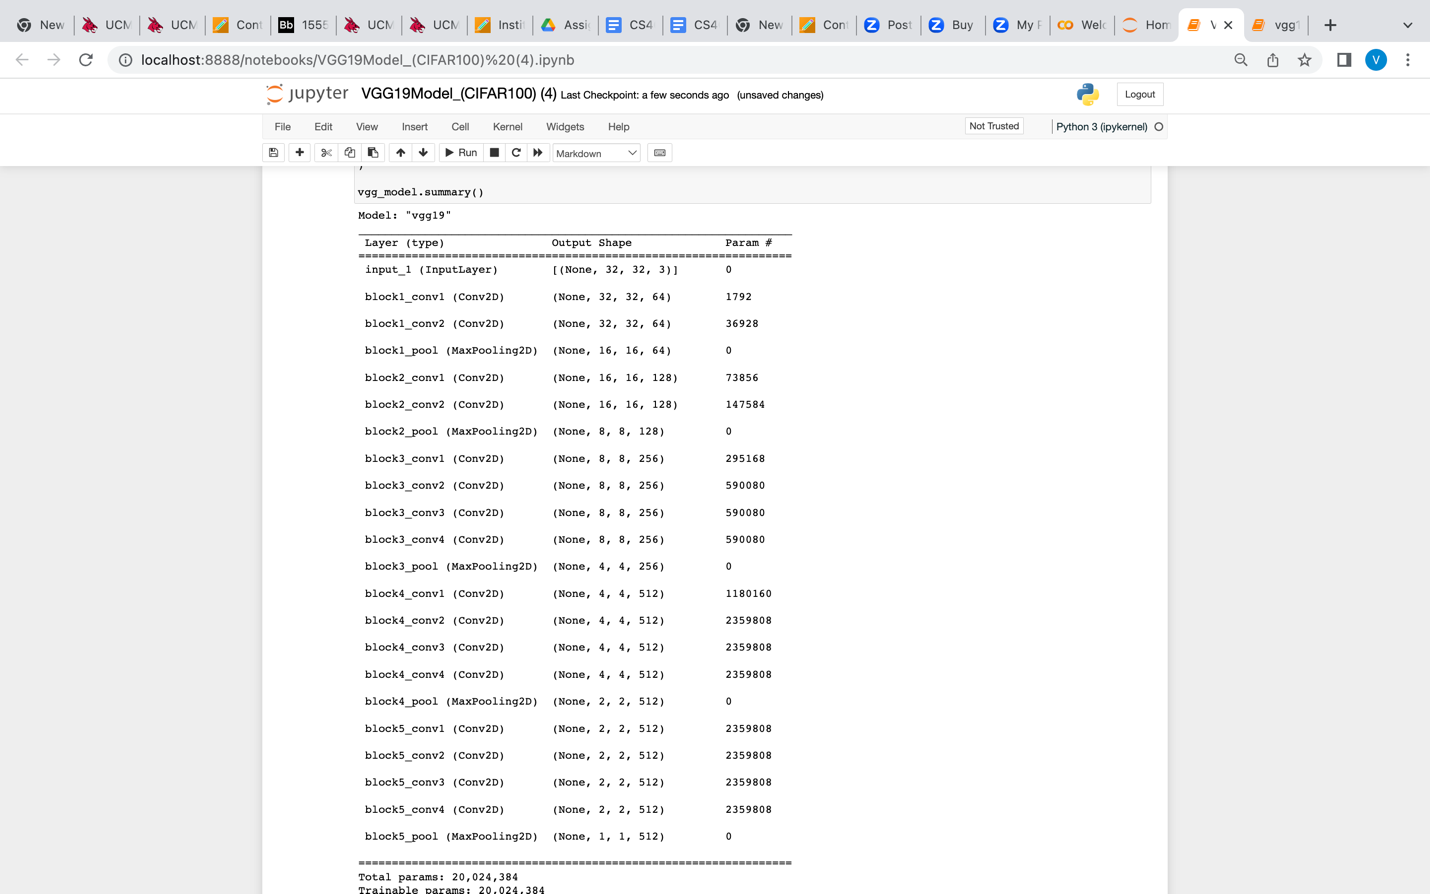 New UCM UCM Cont Bb 1555 UCM UCM Insti Assi CS4 CS4 New Cont Post Buy My Welc Hom V vgg1
localhost:8888/notebooks/VGG19Model_(CIFAR100)%20(4).ipynb V
jupyter VGG19Model_(CIFAR100) (4) Last Checkpoint: a few seconds ago (unsaved changes) Logout
File Edit View Insert Cell Kernel Widgets Help Not Trusted Python 3 (ipykernel)
Run Markdown
vgg_model.summary()
Model: "vgg19"
Layer (type) Output Shape Param #
=================================================================
input_1 (InputLayer) [(None, 32, 32, 3)] 0
block1_conv1 (Conv2D) (None, 32, 32, 64) 1792
block1_conv2 (Conv2D) (None, 32, 32, 64) 36928
block1_pool (MaxPooling2D) (None, 16, 16, 64) 0
block2_conv1 (Conv2D) (None, 16, 16, 128) 73856
block2_conv2 (Conv2D) (None, 16, 16, 128) 147584
block2_pool (MaxPooling2D) (None, 8, 8, 128) 0
block3_conv1 (Conv2D) (None, 8, 8, 256) 295168
block3_conv2 (Conv2D) (None, 8, 8, 256) 590080
block3_conv3 (Conv2D) (None, 8, 8, 256) 590080
block3_conv4 (Conv2D) (None, 8, 8, 256) 590080
block3_pool (MaxPooling2D) (None, 4, 4, 256) 0
block4_conv1 (Conv2D) (None, 4, 4, 512) 1180160
block4_conv2 (Conv2D) (None, 4, 4, 512) 2359808
block4_conv3 (Conv2D) (None, 4, 4, 512) 2359808
block4_conv4 (Conv2D) (None, 4, 4, 512) 2359808
block4_pool (MaxPooling2D) (None, 2, 2, 512) 0
block5_conv1 (Conv2D) (None, 2, 2, 512) 2359808
block5_conv2 (Conv2D) (None, 2, 2, 512) 2359808
block5_conv3 (Conv2D) (None, 2, 2, 512) 2359808
block5_conv4 (Conv2D) (None, 2, 2, 512) 2359808
block5_pool (MaxPooling2D) (None, 1, 1, 512) 0
=================================================================
Total params: 20,024,384
Trainable params: 20,024,384